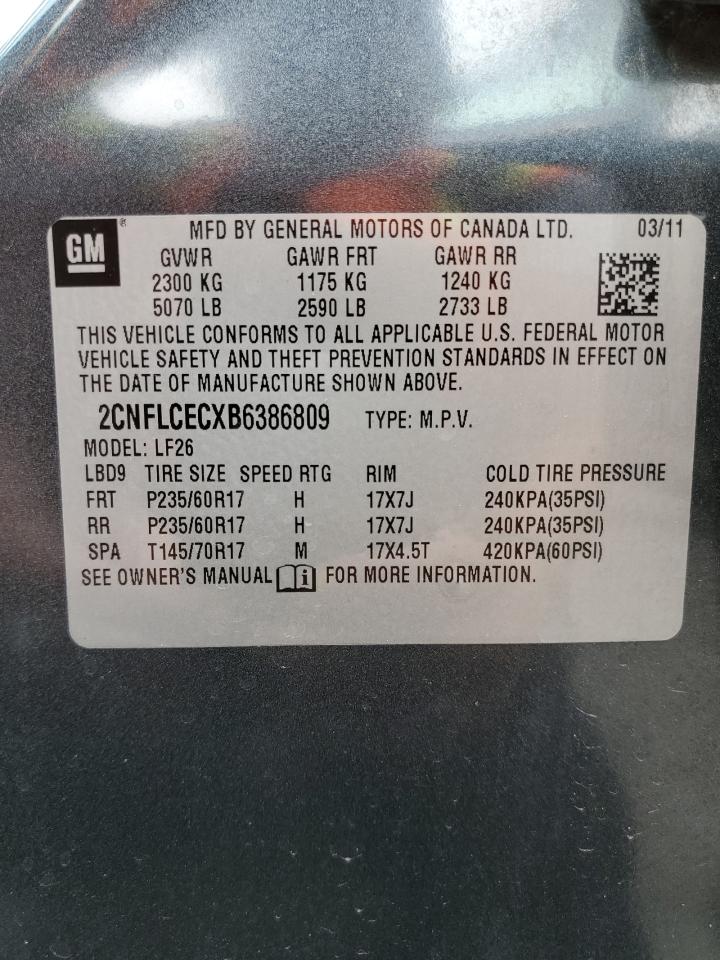 GM ® MFD BY GENERAL MOTORS OF CANADA LTD. 03/11
GVWR GAWR FRT GAWR RR
2300 KG 1175 KG 1240 KG
5070 LB 2590 LB 2733 LB
THIS VEHICLE CONFORMS TO ALL APPLICABLE U.S. FEDERAL MOTOR
VEHICLE SAFETY AND THEFT PREVENTION STANDARDS IN EFFECT ON
THE DATE OF MANUFACTURE SHOWN ABOVE.
2CNFLCECXB6386809 TYPE: M.P.V.
MODEL: LF26
LBD9 TIRE SIZE SPEED RTG RIM COLD TIRE PRESSURE
FRT P235/60R17 H 17X7J 240KPA(35PSI)
RR P235/60R17 H 17X7J 240KPA(35PSI)
SPA T145/70R17 M 17X4.5T 420KPA(60PSI)
SEE OWNER'S MANUAL i FOR MORE INFORMATION.